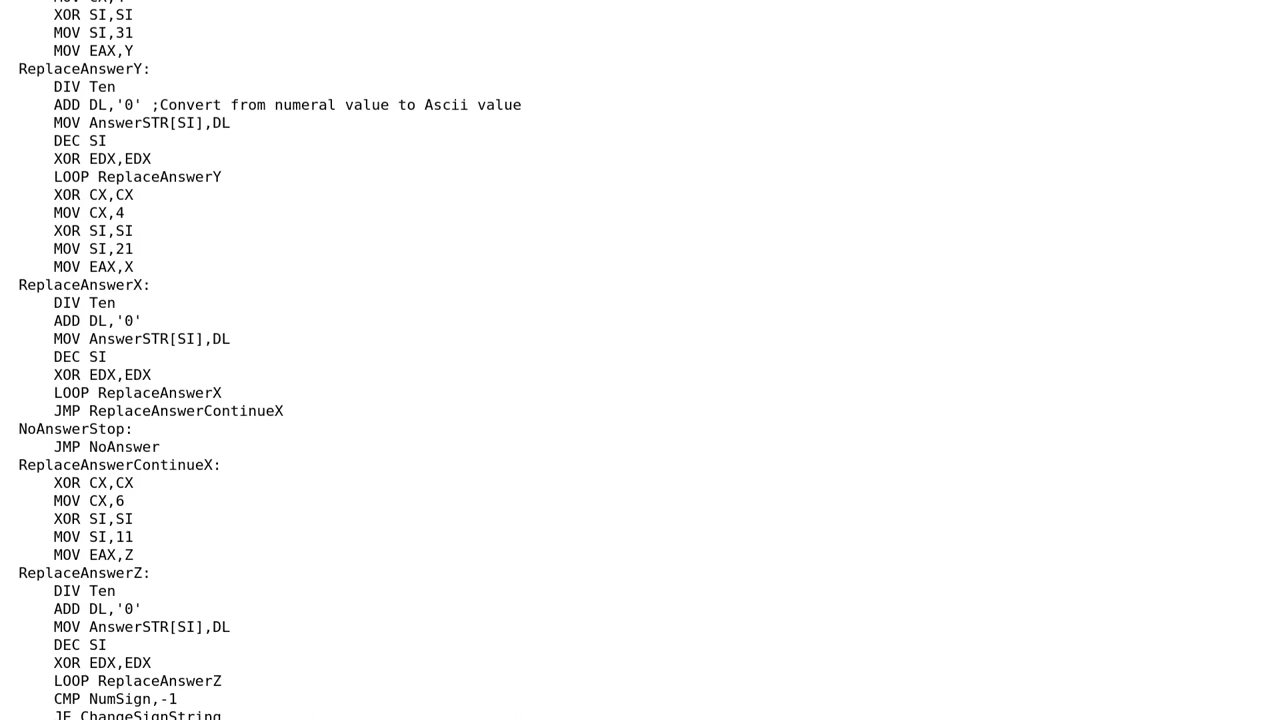 XOR SI,SI
MOV SI,31
MOV EAX,Y
ReplaceAnswerY:
DIV Ten
ADD DL,'0' ;Convert from numeral value to Ascii value
MOV AnswerSTR[SI],DL
DEC SI
XOR EDX,EDX
LOOP ReplaceAnswerY
XOR CX,CX
MOV CX,4
XOR SI,SI
MOV SI,21
MOV EAX,X
ReplaceAnswerX:
DIV Ten
ADD DL,'0'
MOV AnswerSTR[SI],DL
DEC SI
XOR EDX,EDX
LOOP ReplaceAnswerX
JMP ReplaceAnswerContinueX
NoAnswerStop:
JMP NoAnswer
ReplaceAnswerContinueX:
XOR CX,CX
MOV CX,6
XOR SI,SI
MOV SI,11
MOV EAX,Z
ReplaceAnswerZ:
DIV Ten
ADD DL,'0'
MOV AnswerSTR[SI],DL
DEC SI
XOR EDX,EDX
LOOP ReplaceAnswerZ
CMP NumSign,-1
JE ChangeSignString